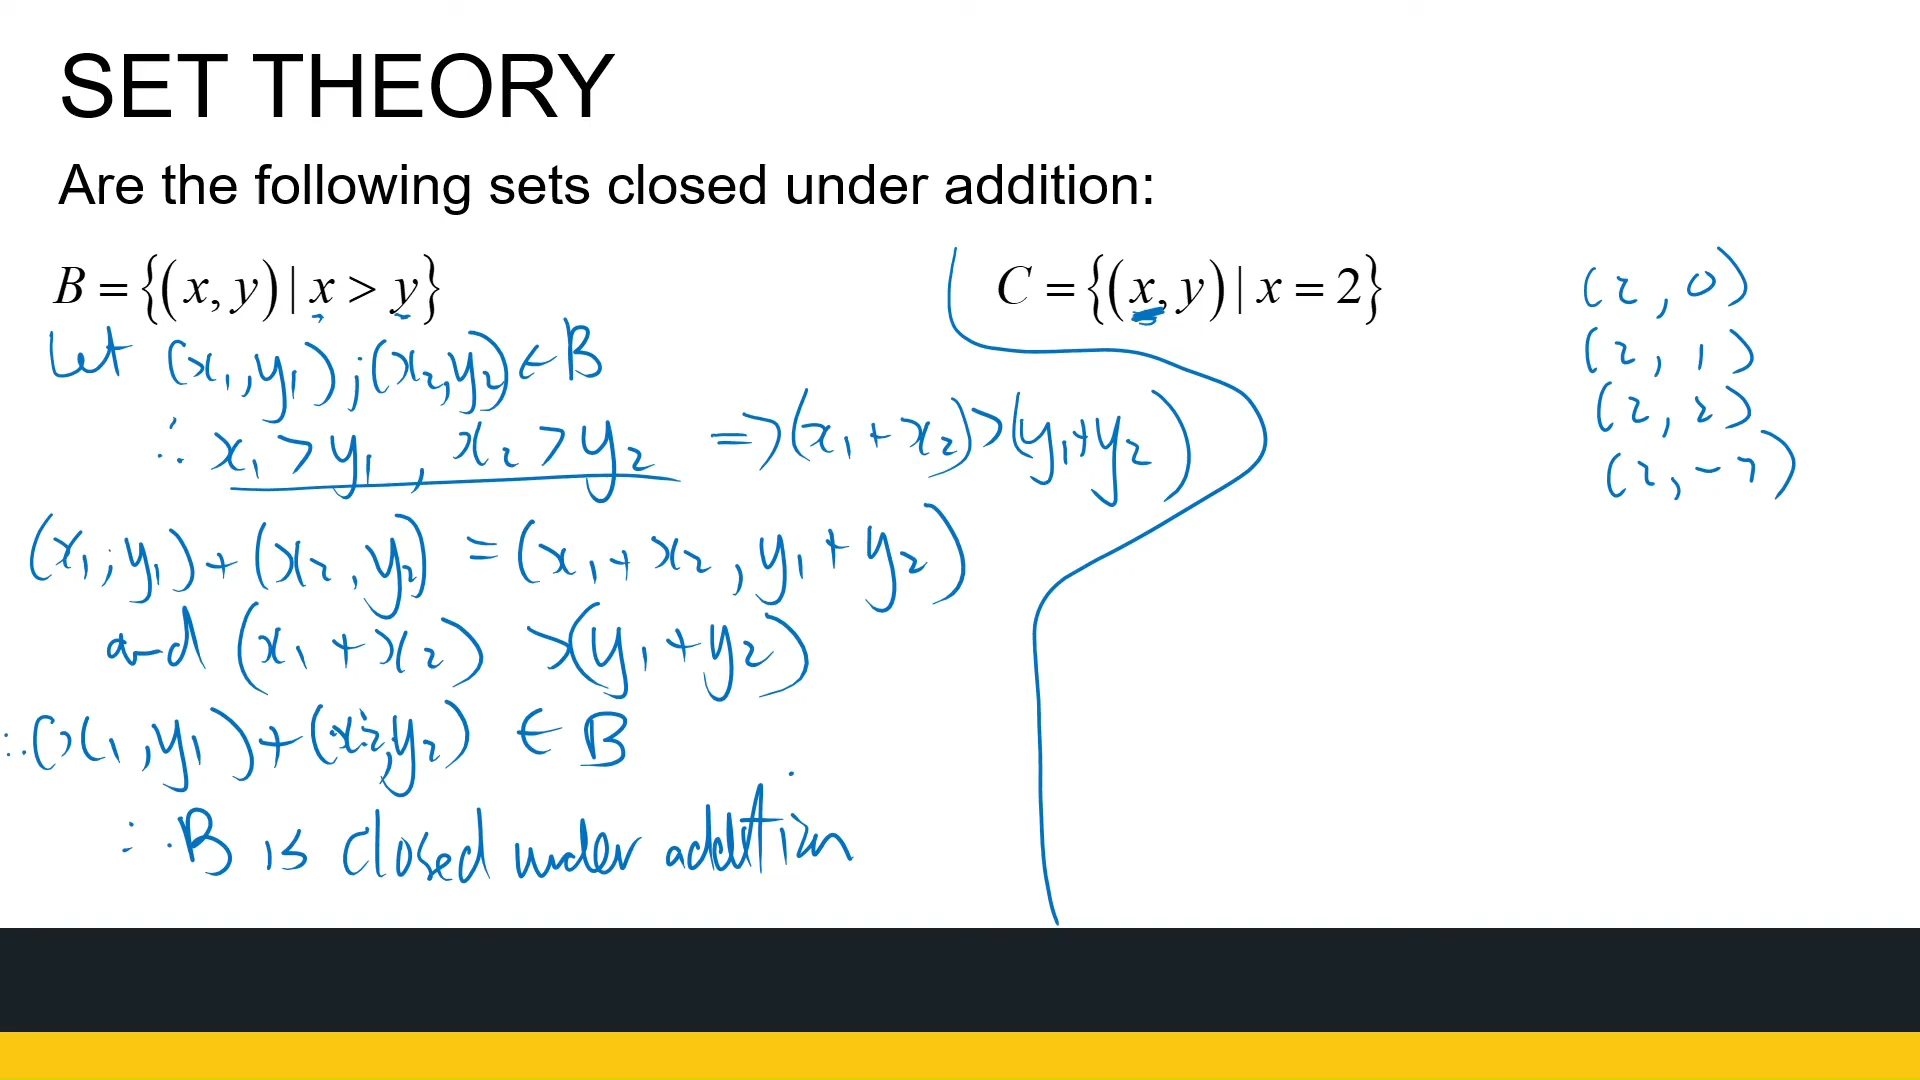 SET THEORY
Are the following sets closed under addition:
B = {(x, y) | x > y}
Let (x₁, y₁); (x₂, y₂) ∈ B
∴ x₁ > y₁, x₂ > y₂ => (x₁ + x₂) > (y₁ + y₂)
(x₁; y₁) + (x₂, y₂) = (x₁ + x₂, y₁ + y₂)
and (x₁ + x₂) > (y₁ + y₂)
∴ (x₁, y₁) + (x₂, y₂) ∈ B
∴ B is closed under addition
C = {(x, y) | x = 2}
(2, 0)
(2, 1)
(2, 2)
(2, -7)